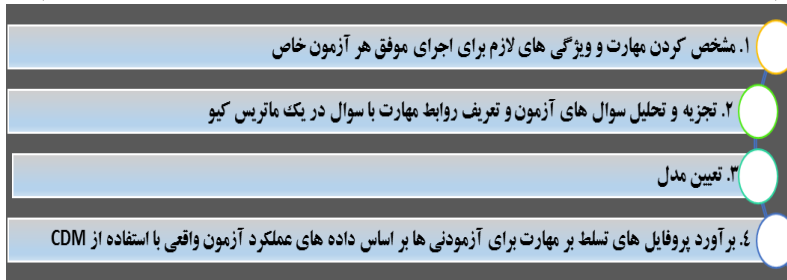 ۱. مشخص کردن مهارت و ویژگی های لازم برای اجرای موفق هر آزمون خاص
۲. تجزیه و تحلیل سوال های آزمون و تعریف روابط مهارت با سوال در یک ماتریس کیو
۳. تعیین مدل
۴. برآورد پروفایل های تسلط بر مهارت برای آزمودنی ها بر اساس داده های عملکرد آزمون واقعی با استفاده از CDM